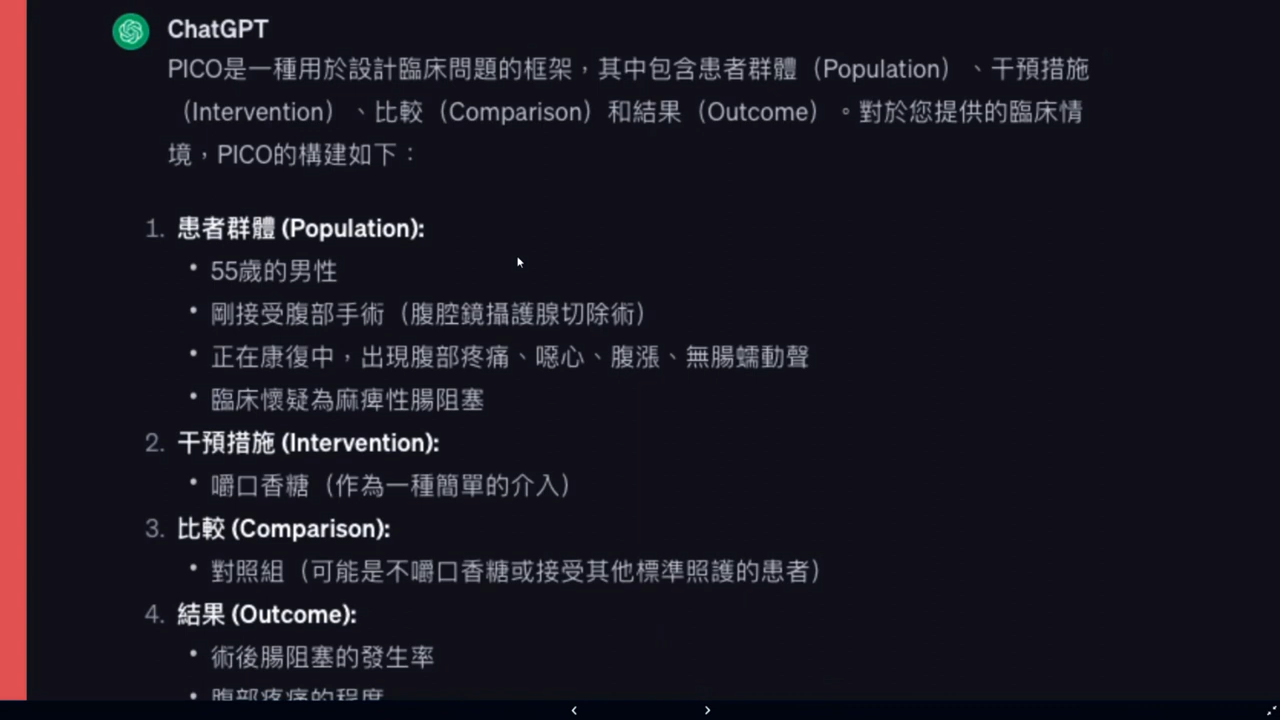 ChatGPT
PICO是一種用於設計臨床問題的框架，其中包含患者群體（Population）、干預措施
（Intervention）、比較（Comparison）和結果（Outcome）。對於您提供的臨床情
境，PICO的構建如下：
1. 患者群體 (Population):
• 55歲的男性
• 剛接受腹部手術（腹腔鏡攝護腺切除術）
• 正在康復中，出現腹部疼痛、噁心、腹漲、無腸蠕動聲
• 臨床懷疑為麻痺性腸阻塞
2. 干預措施 (Intervention):
• 嚼口香糖（作為一種簡單的介入）
3. 比較 (Comparison):
• 對照組（可能是不嚼口香糖或接受其他標準照護的患者）
4. 結果 (Outcome):
• 術後腸阻塞的發生率
• 腹部疼痛的程度